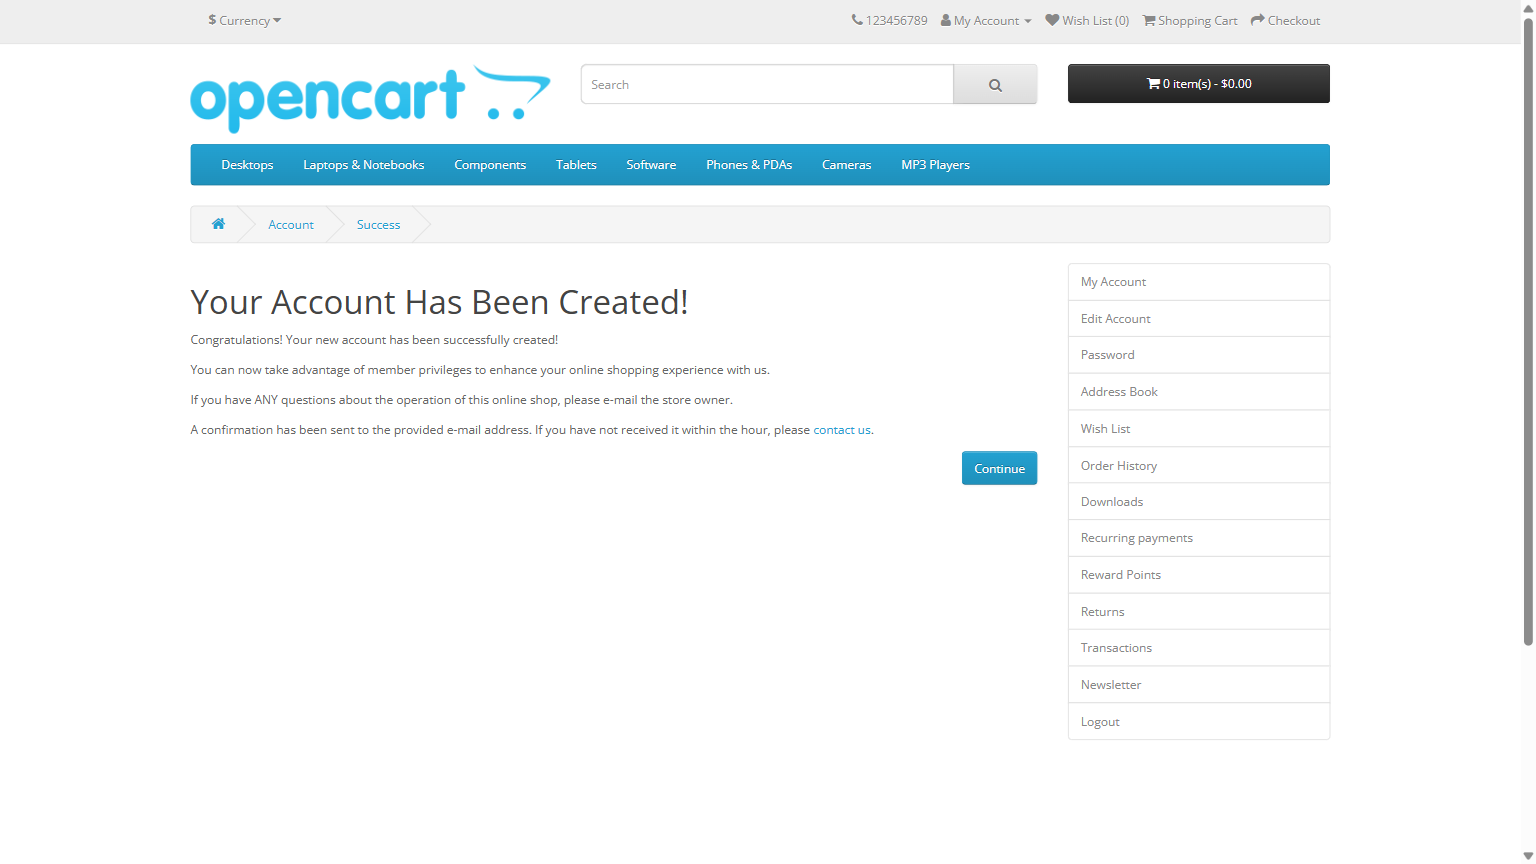 $ Currency
123456789 My Account Wish List (0) Shopping Cart Checkout
opencart
Search
0 item(s) - $0.00
Desktops Laptops & Notebooks Components Tablets Software Phones & PDAs Cameras MP3 Players
Account Success
Your Account Has Been Created!
Congratulations! Your new account has been successfully created!
You can now take advantage of member privileges to enhance your online shopping experience with us.
If you have ANY questions about the operation of this online shop, please e-mail the store owner.
A confirmation has been sent to the provided e-mail address. If you have not received it within the hour, please contact us.
Continue
My Account
Edit Account
Password
Address Book
Wish List
Order History
Downloads
Recurring payments
Reward Points
Returns
Transactions
Newsletter
Logout